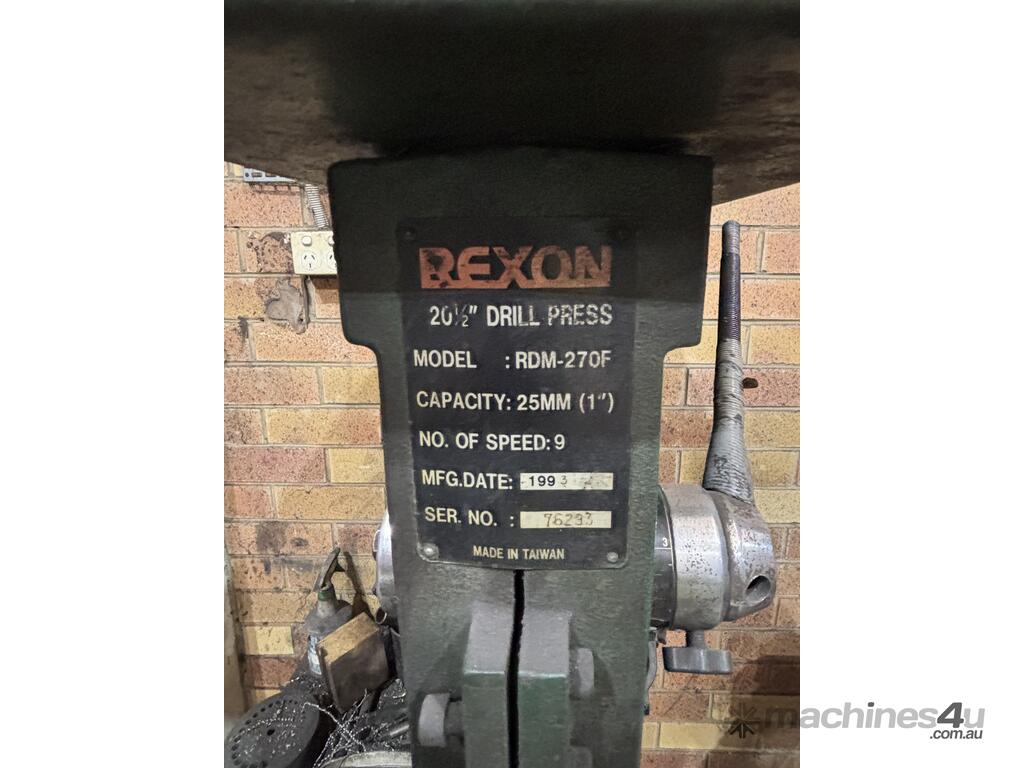 REXON
20½" DRILL PRESS
MODEL : RDM-270F
CAPACITY: 25MM (1")
NO. OF SPEED: 9
MFG.DATE: 1993
SER. NO. : 76293
MADE IN TAIWAN
3
machines4u
.com.au